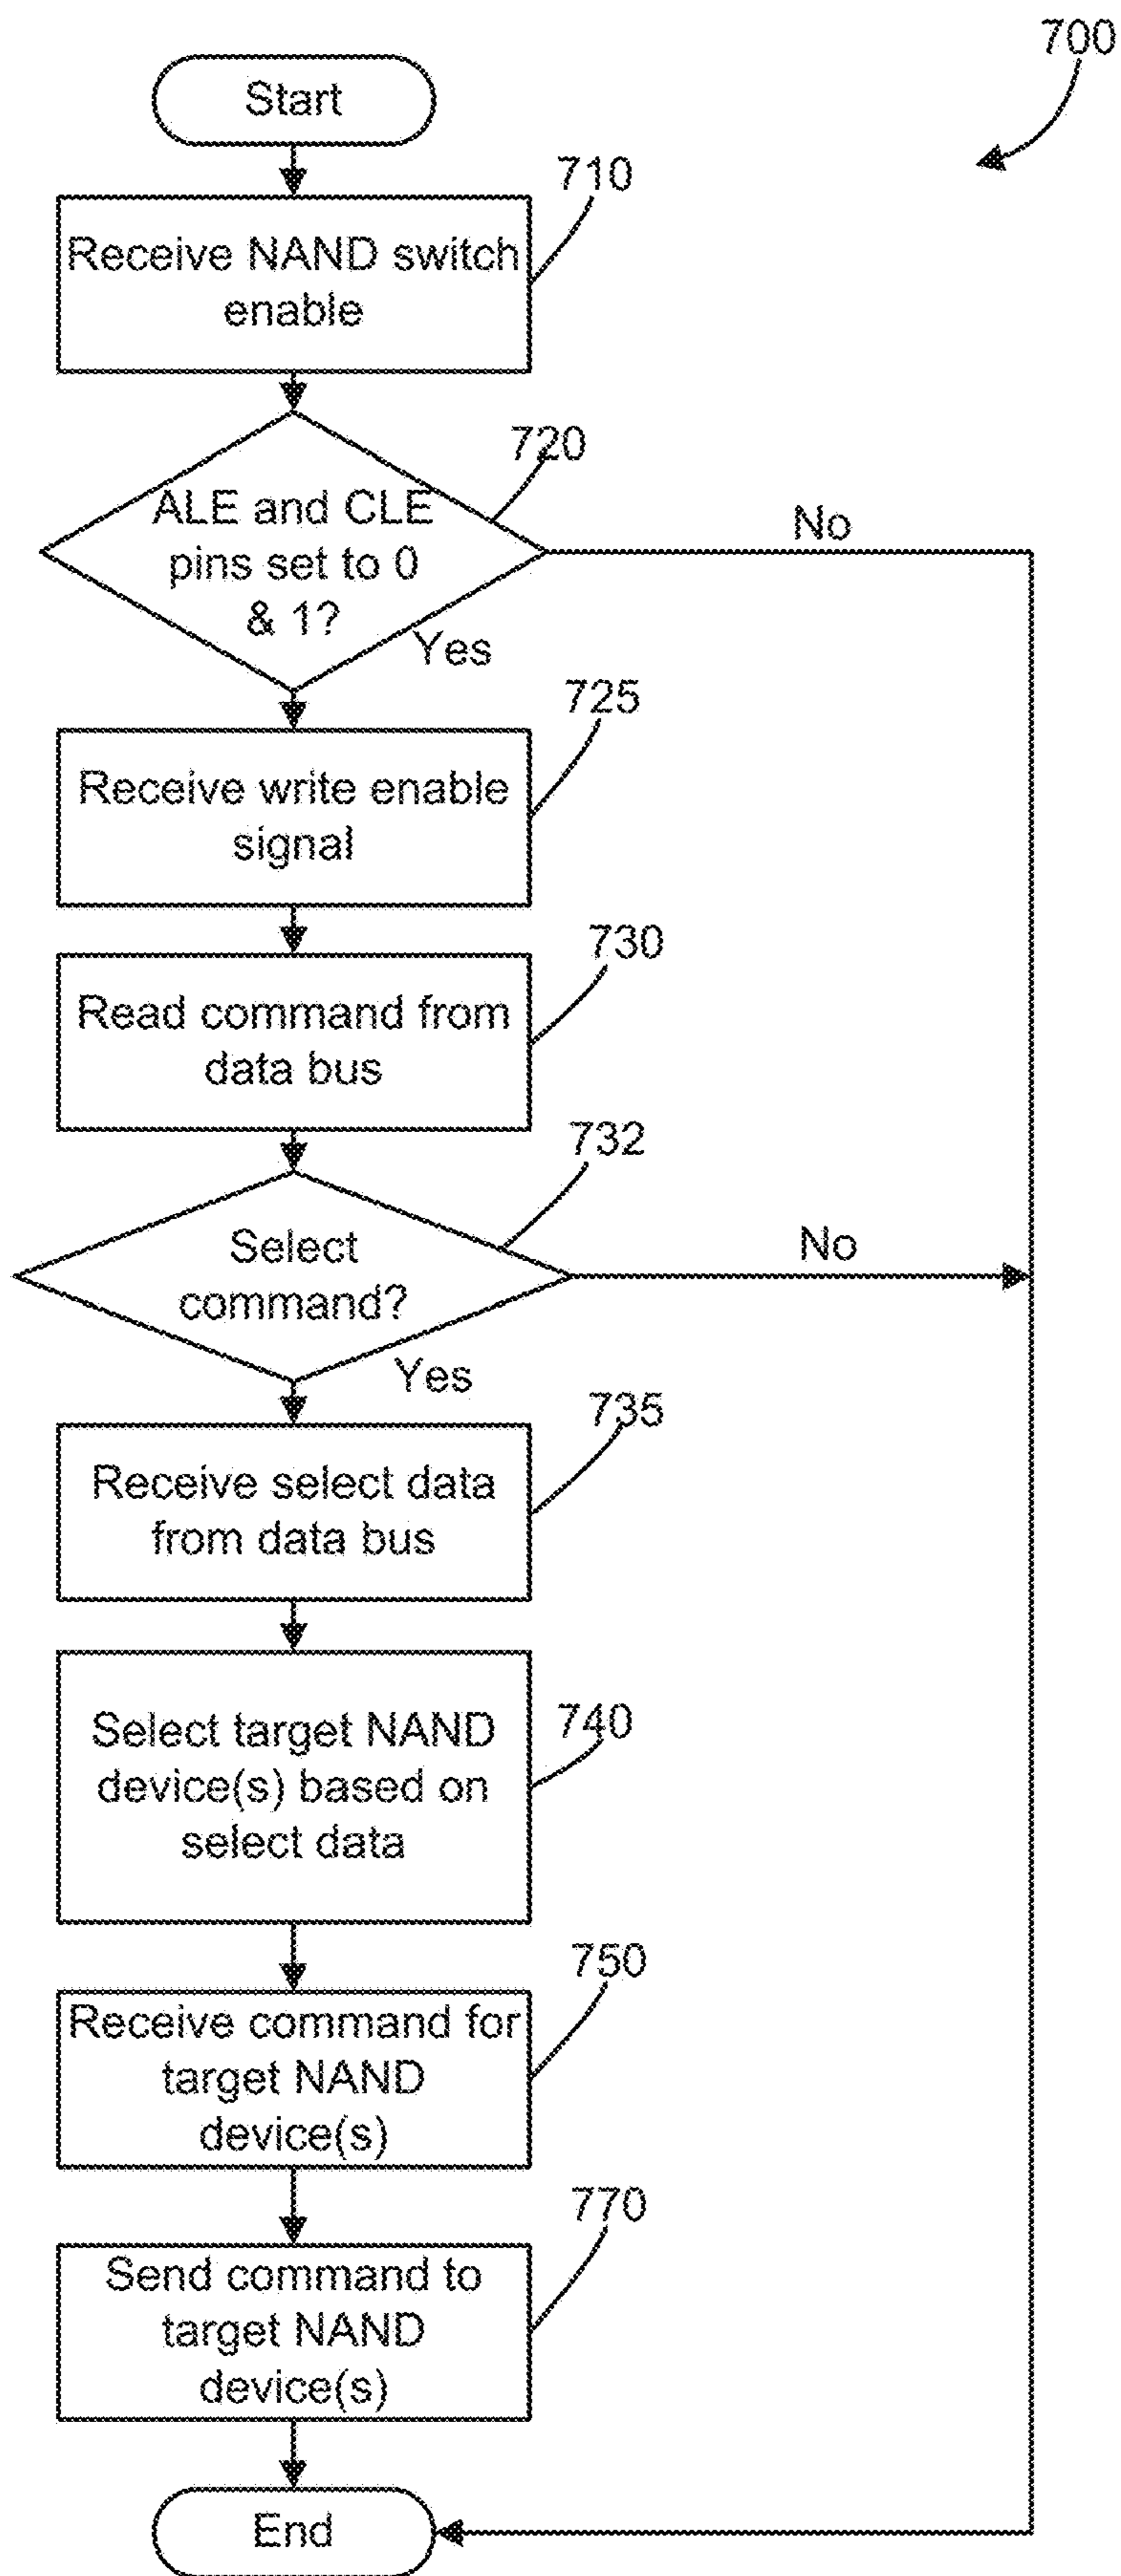 700
Start
710
Receive NAND switch
enable
720
ALE and CLE
pins set to 0
& 1?
No
Yes
725
Receive write enable
signal
730
Read command from
data bus
732
Select
command?
No
Yes
735
Receive select data
from data bus
740
Select target NAND
device(s) based on
select data
750
Receive command for
target NAND
device(s)
770
Send command to
target NAND
device(s)
End